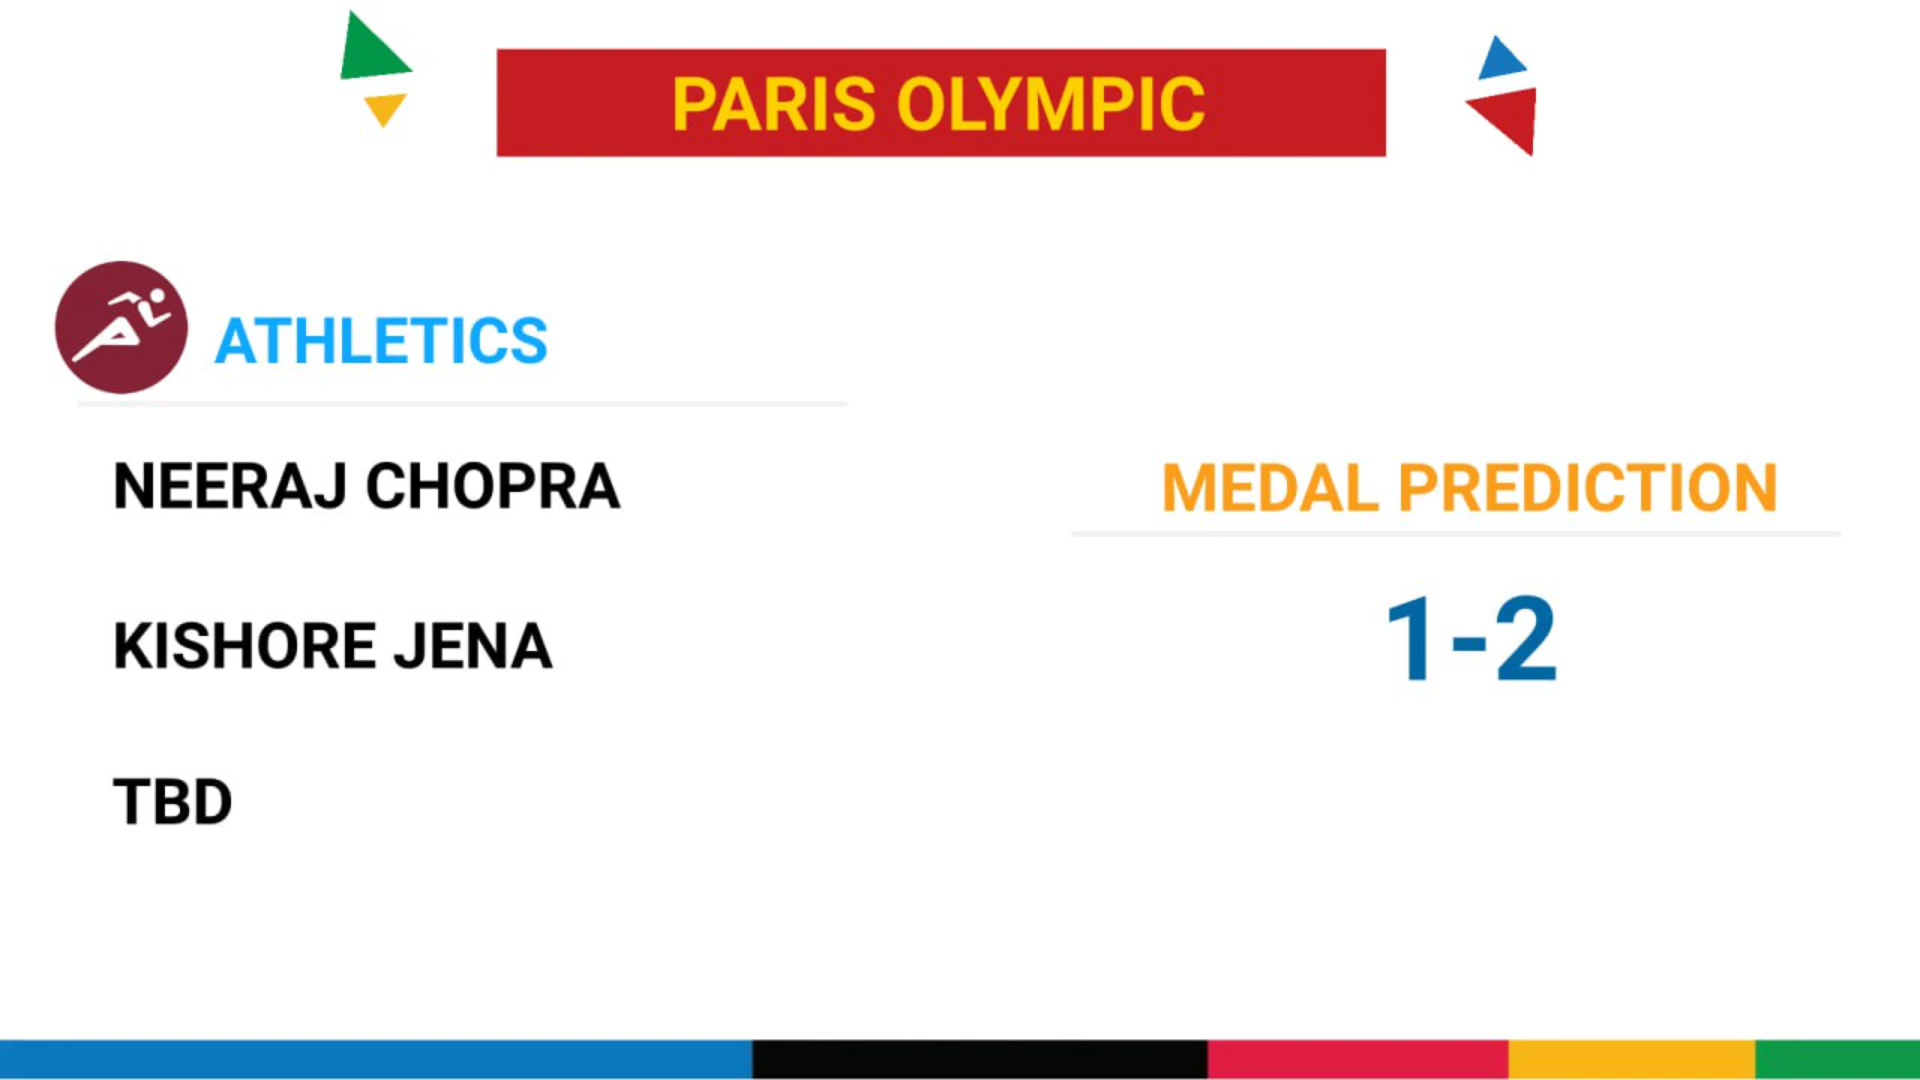 PARIS OLYMPIC
ATHLETICS
NEERAJ CHOPRA
KISHORE JENA
TBD
MEDAL PREDICTION
1-2